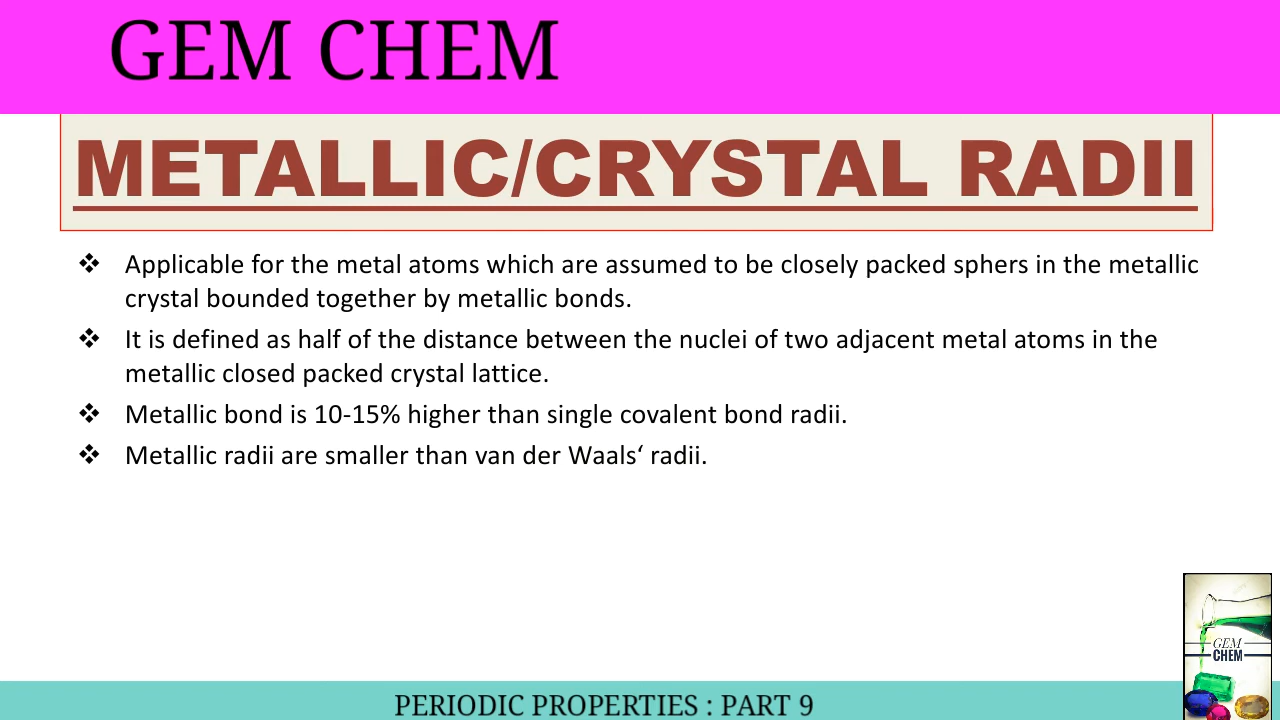 GEM CHEM
METALLIC/CRYSTAL RADII
❖ Applicable for the metal atoms which are assumed to be closely packed sphers in the metallic
crystal bounded together by metallic bonds.
❖ It is defined as half of the distance between the nuclei of two adjacent metal atoms in the
metallic closed packed crystal lattice.
❖ Metallic bond is 10-15% higher than single covalent bond radii.
❖ Metallic radii are smaller than van der Waals‘ radii.
GEM
CHEM
PERIODIC PROPERTIES : PART 9